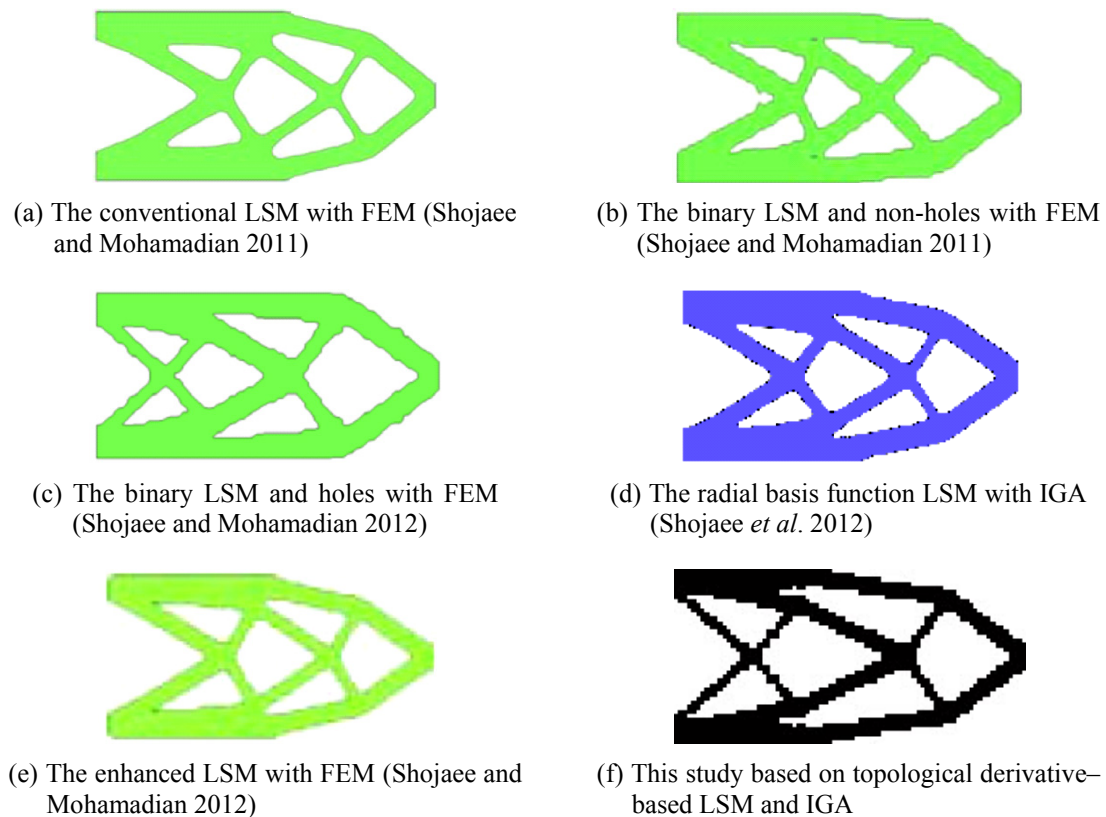 (a) The conventional LSM with FEM (Shojaee
and Mohamadian 2011)
(b) The binary LSM and non-holes with FEM
(Shojaee and Mohamadian 2011)
(c) The binary LSM and holes with FEM
(Shojaee and Mohamadian 2012)
(d) The radial basis function LSM with IGA
(Shojaee et al. 2012)
(e) The enhanced LSM with FEM (Shojaee and
Mohamadian 2012)
(f) This study based on topological derivative–
based LSM and IGA